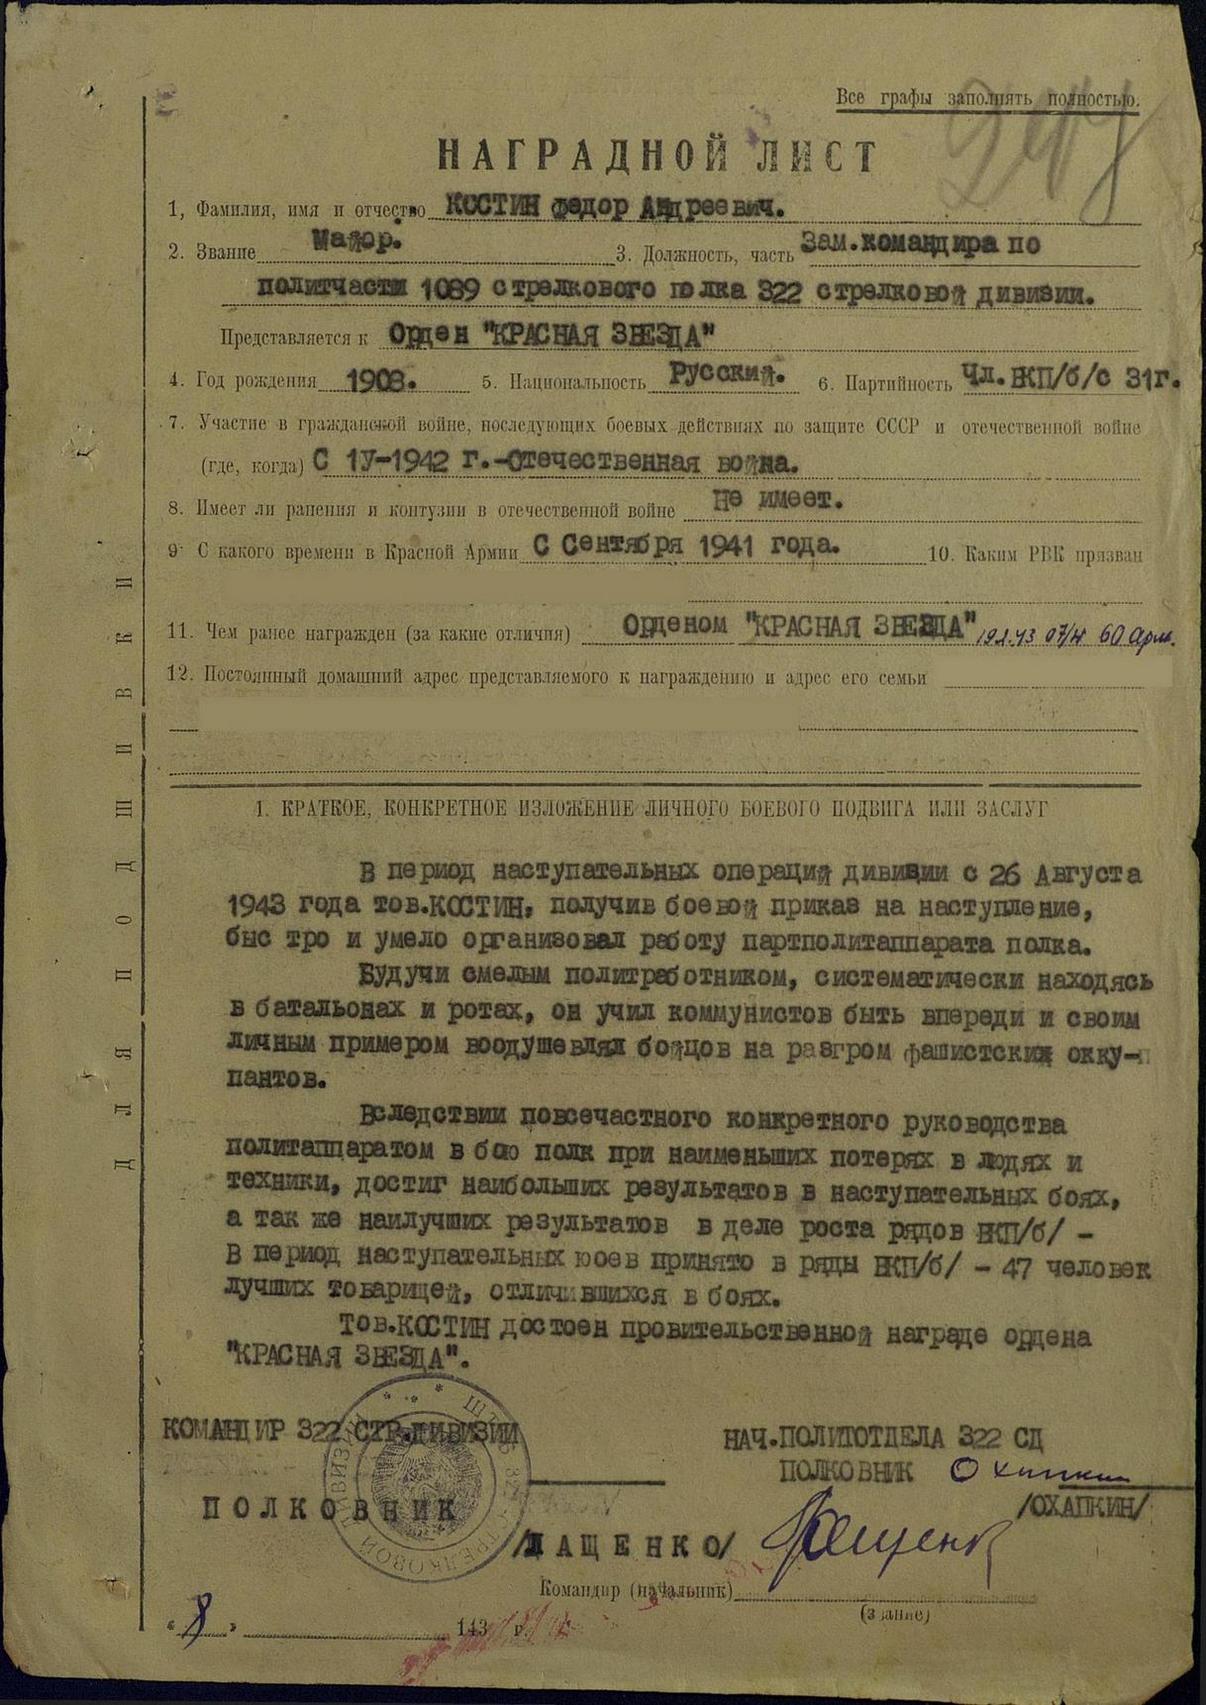 Все графы заполнять полностью.
НАГРАДНОЙ ЛИСТ
1, Фамилия, имя и отчество КОСТИН федор Андреевич.
2. Звание Майор. 3. Должность, часть Зам.командира по
политчасти 1089 стрелкового полка 322 стрелковой дивизии.
Представляется к Орден "КРАСНАЯ ЗВЕЗДА"
4. Год рождения 1908. 5. Национальность Русский. 6. Партийность Чл.ВКП/б/с 31г.
7. Участие в гражданской войне, последующих боевых действиях по защите СССР и отечественной войне
(где, когда) С 1У-1942 г.-Отечественная война.
8. Имеет ли ранения и контузии в отечественной войне Не имеет.
9. С какого времени в Красной Армии С Сентября 1941 года. 10. Каким РВК призван
11. Чем ранее награжден (за какие отличия) Орденом "КРАСНАЯ ЗВЕЗДА" 60 Арм.
12. Постоянный домашний адрес представляемого к награждению и адрес его семьи
1. КРАТКОЕ, КОНКРЕТНОЕ ИЗЛОЖЕНИЕ ЛИЧНОГО БОЕВОГО ПОДВИГА ИЛИ ЗАСЛУГ
В период наступательных операций дивизии с 26 Августа
1943 года тов.КОСТИН, получив боевой приказ на наступление,
быс тро и умело организовал работу партполитаппарата полка.
Будучи смелым политработником, систематически находясь
в батальонах и ротах, он учил коммунистов быть впереди и своим
личным примером воодушевлял бойцов на разгром фашистских окку-
пантов.
Вследствии повсечастного конкретного руководства
политаппаратом в бою полк при наименьших потерях в людях и
техники, достиг наибольших результатов в наступательных боях,
а так же наилучших результатов в деле роста рядов ВКП/б/ -
В период наступательных юоев принято в ряды ВКП/б/ - 47 человек
лучших товарищей, отличившихся в боях.
Тов.КОСТИН достоен провительственной награде ордена
"КРАСНАЯ ЗВЕЗДА".
КОМАНДИР 322 СТР.ДИВИЗИИ
НАЧ.ПОЛИТОТДЕЛА 322 СД
ПОЛКОВНИК Охапкин
ПОЛКОВНИК
/ОХАПКИН/
/ЛАЩЕНКО/ Лащенко
Командир (начальник)
(звание)
"8" 143 г.
ДЛЯ ПОДШИВКИ